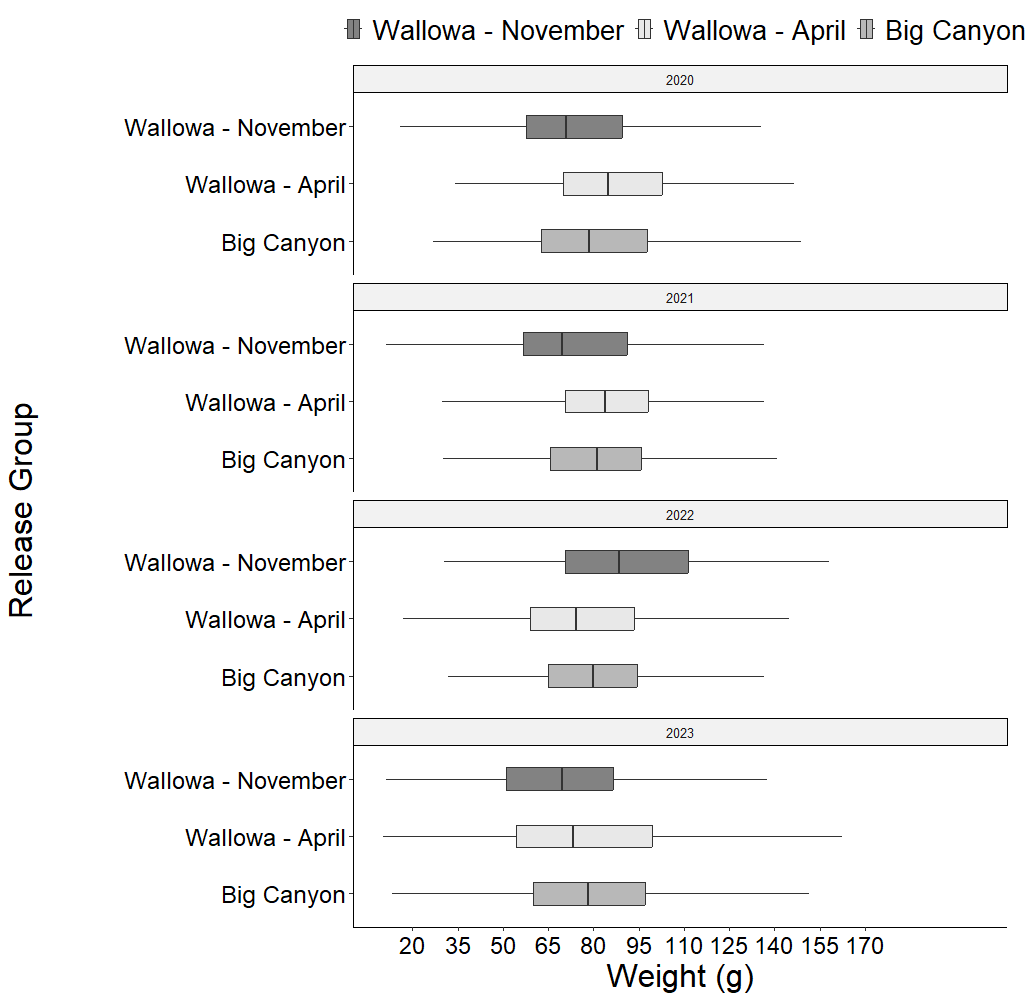 Wallowa - November Wallowa - April Big Canyon
2020
Wallowa - November
Wallowa - April
Big Canyon
2021
Wallowa - November
Wallowa - April
Big Canyon
2022
Wallowa - November
Wallowa - April
Big Canyon
2023
Wallowa - November
Wallowa - April
Big Canyon
Release Group
20 35 50 65 80 95 110 125 140 155 170
Weight (g)